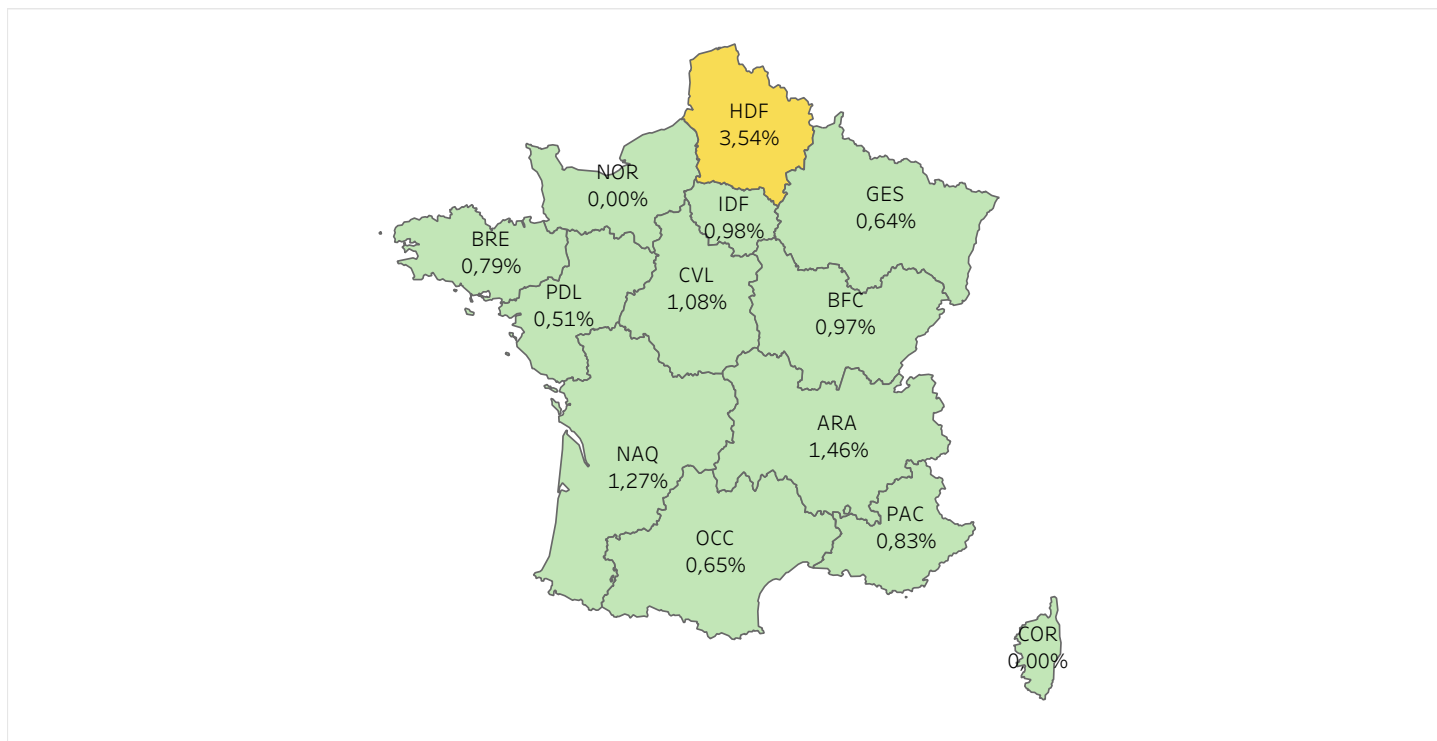 HDF
3,54%
NOR
0,00%
IDF
0,98%
GES
0,64%
BRE
0,79%
PDL
0,51%
CVL
1,08%
BFC
0,97%
ARA
1,46%
NAQ
1,27%
PAC
0,83%
OCC
0,65%
COR
0,00%